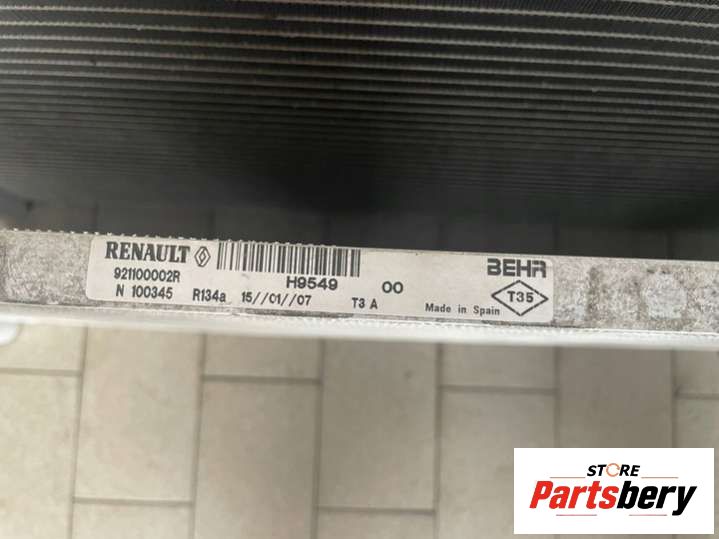 RENAULT
921100002R
N 100345
R134a
15//01//07
H9549
00
T3 A
BEHR
Made in Spain
T35
STORE
Partsbery